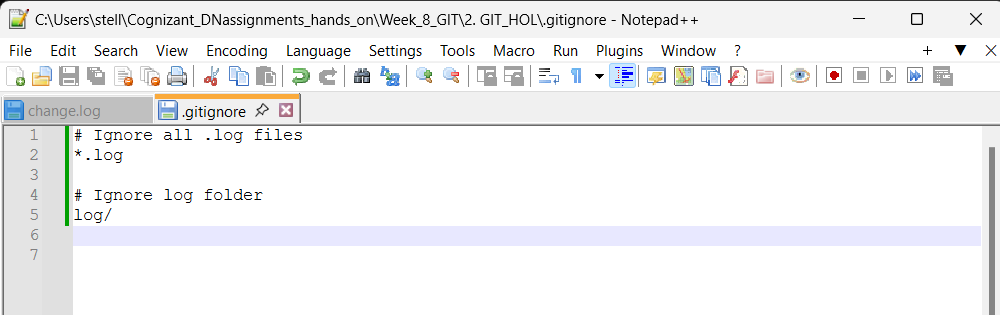 C:\Users\stell\Cognizant_DNassignments_hands_on\Week_8_GIT\2. GIT_HOL\.gitignore - Notepad++
File Edit Search View Encoding Language Settings Tools Macro Run Plugins Window ? + ▼ X
change.log .gitignore
1 # Ignore all .log files
2 *.log
3
4 # Ignore log folder
5 log/
6
7